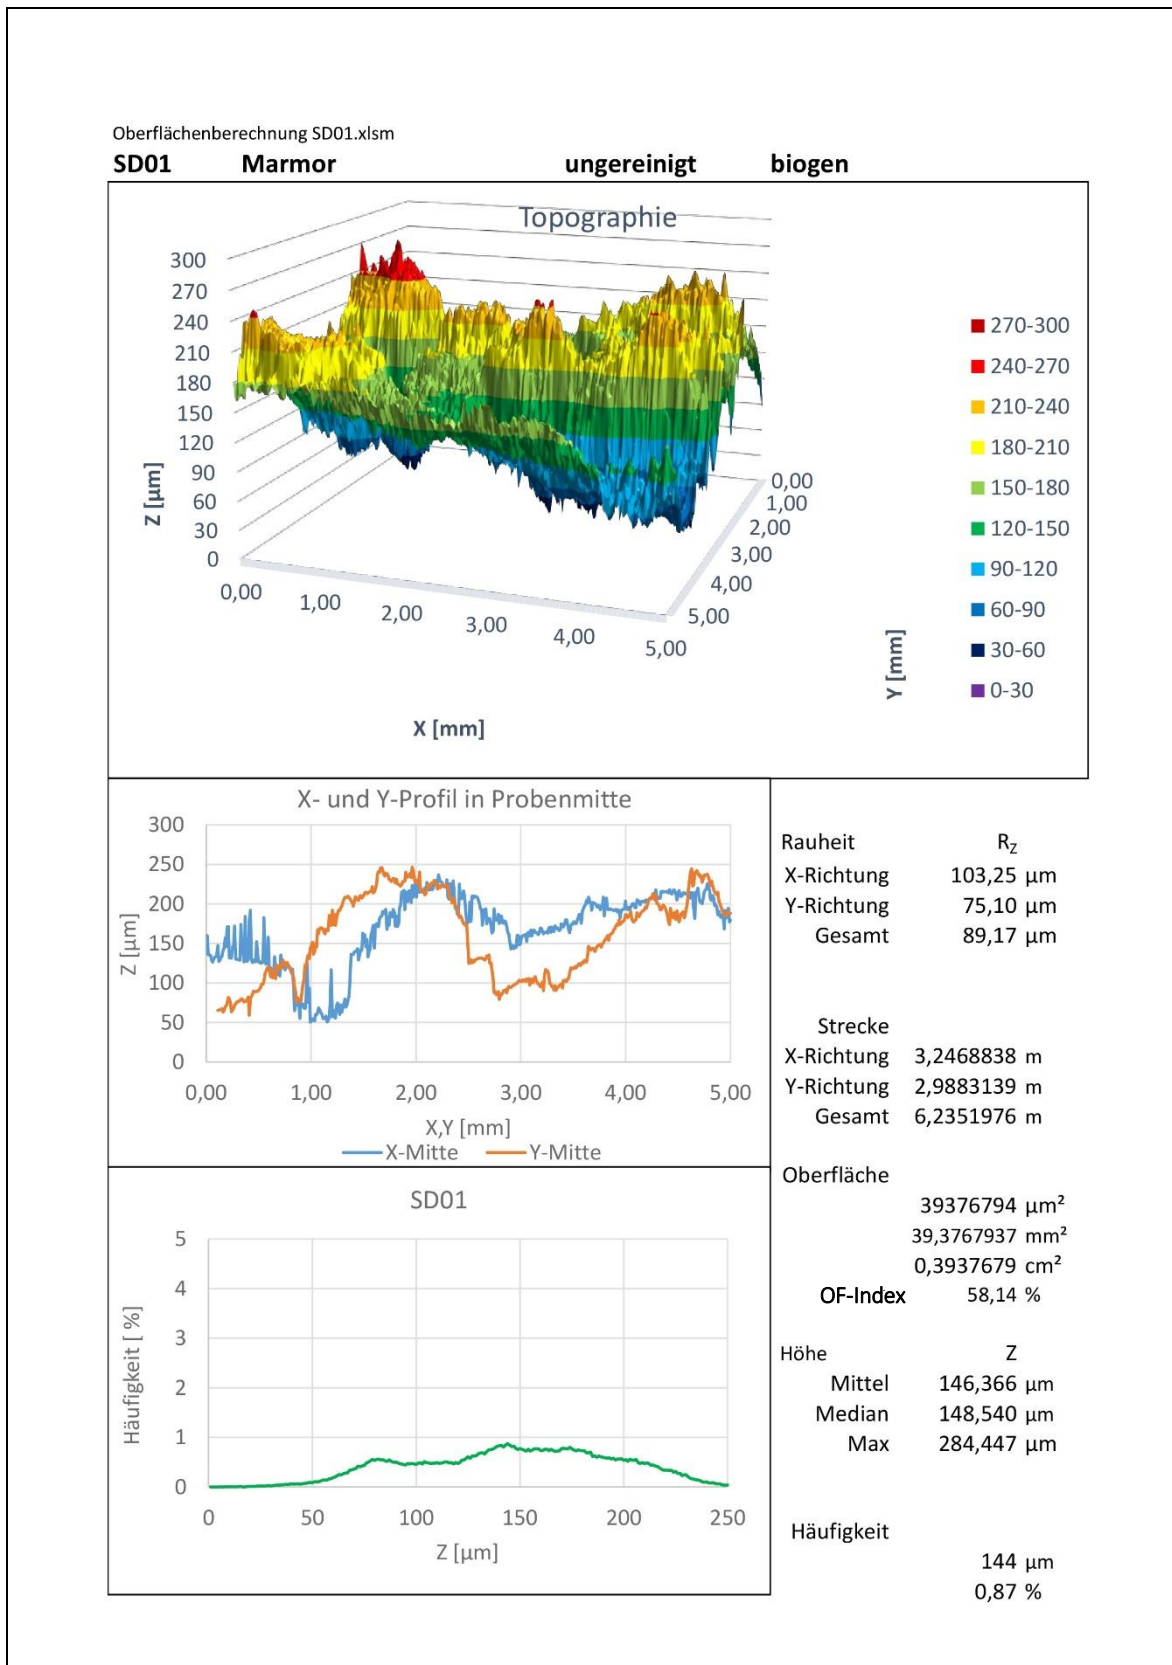 Oberflächenberechnung SD01.xlsm
SD01 Marmor ungereinigt biogen
Topographie
300
270
240
210
180
150
120
90
60
30
0
Z [µm]
0,00
1,00
2,00
3,00
4,00
5,00
X [mm]
0,00
1,00
2,00
3,00
4,00
5,00
Y [mm]
270-300
240-270
210-240
180-210
150-180
120-150
90-120
60-90
30-60
0-30
X- und Y-Profil in Probenmitte
300
250
200
150
100
50
0
Z [µm]
0,00 1,00 2,00 3,00 4,00 5,00
X,Y [mm]
X-Mitte Y-Mitte
Rauheit R_Z
X-Richtung 103,25 µm
Y-Richtung 75,10 µm
Gesamt 89,17 µm
Strecke
X-Richtung 3,2468838 m
Y-Richtung 2,9883139 m
Gesamt 6,2351976 m
Oberfläche
39376794 µm²
39,3767937 mm²
0,3937679 cm²
OF-Index 58,14 %
SD01
5
4
3
2
1
0
Häufigkeit [ %]
0 50 100 150 200 250
Z [µm]
Höhe Z
Mittel 146,366 µm
Median 148,540 µm
Max 284,447 µm
Häufigkeit
144 µm
0,87 %